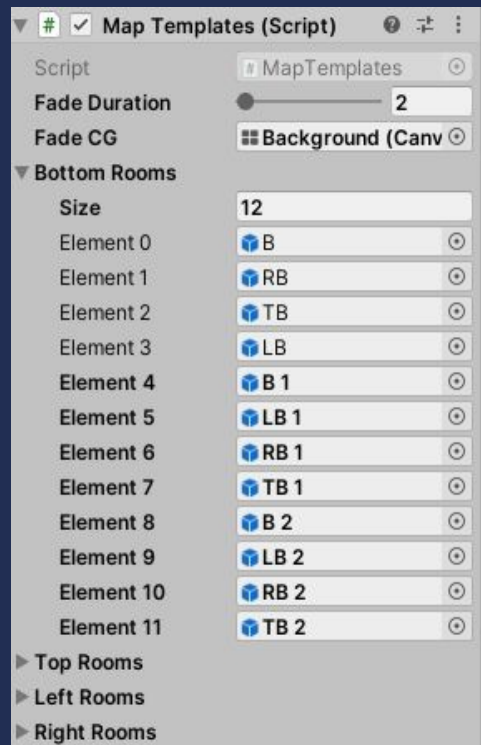 Map Templates (Script)
Script MapTemplates
Fade Duration 2
Fade CG Background (Canv
Bottom Rooms
Size 12
Element 0 B
Element 1 RB
Element 2 TB
Element 3 LB
Element 4 B 1
Element 5 LB 1
Element 6 RB 1
Element 7 TB 1
Element 8 B 2
Element 9 LB 2
Element 10 RB 2
Element 11 TB 2
Top Rooms
Left Rooms
Right Rooms